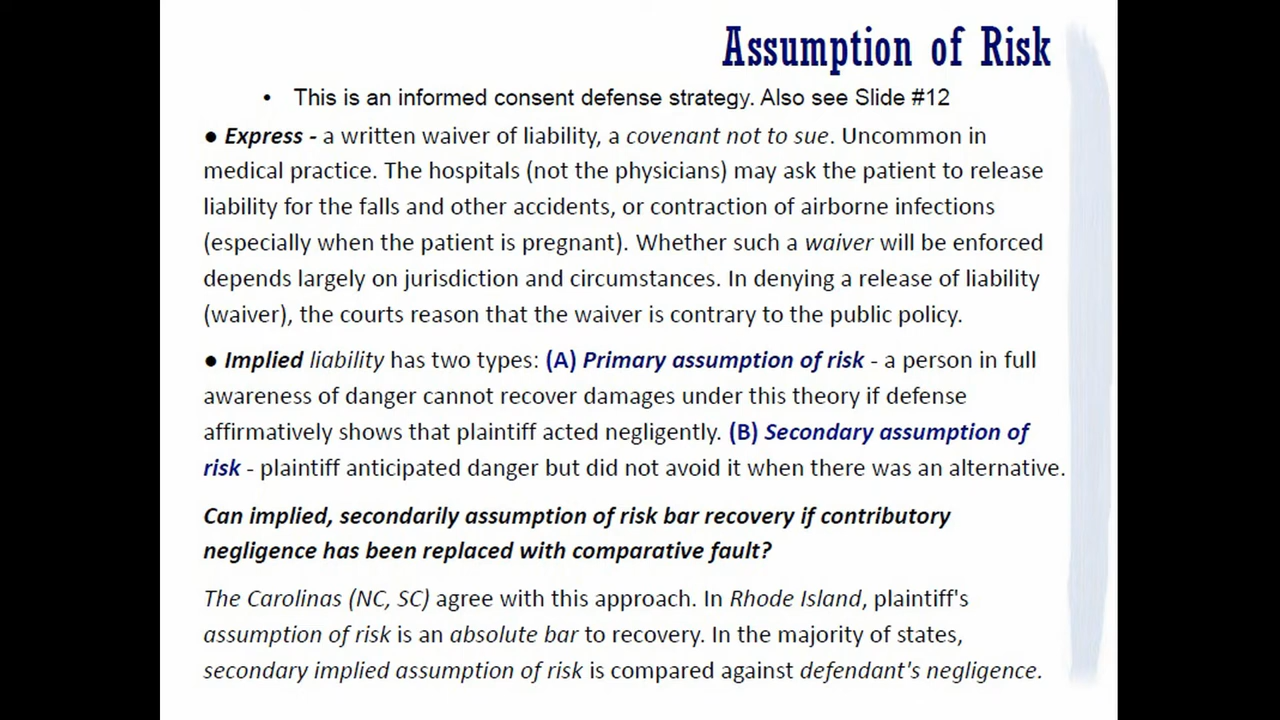 Assumption of Risk
• This is an informed consent defense strategy. Also see Slide #12
● Express - a written waiver of liability, a covenant not to sue. Uncommon in
medical practice. The hospitals (not the physicians) may ask the patient to release
liability for the falls and other accidents, or contraction of airborne infections
(especially when the patient is pregnant). Whether such a waiver will be enforced
depends largely on jurisdiction and circumstances. In denying a release of liability
(waiver), the courts reason that the waiver is contrary to the public policy.
● Implied liability has two types: (A) Primary assumption of risk - a person in full
awareness of danger cannot recover damages under this theory if defense
affirmatively shows that plaintiff acted negligently. (B) Secondary assumption of
risk - plaintiff anticipated danger but did not avoid it when there was an alternative.
Can implied, secondarily assumption of risk bar recovery if contributory
negligence has been replaced with comparative fault?
The Carolinas (NC, SC) agree with this approach. In Rhode Island, plaintiff's
assumption of risk is an absolute bar to recovery. In the majority of states,
secondary implied assumption of risk is compared against defendant's negligence.